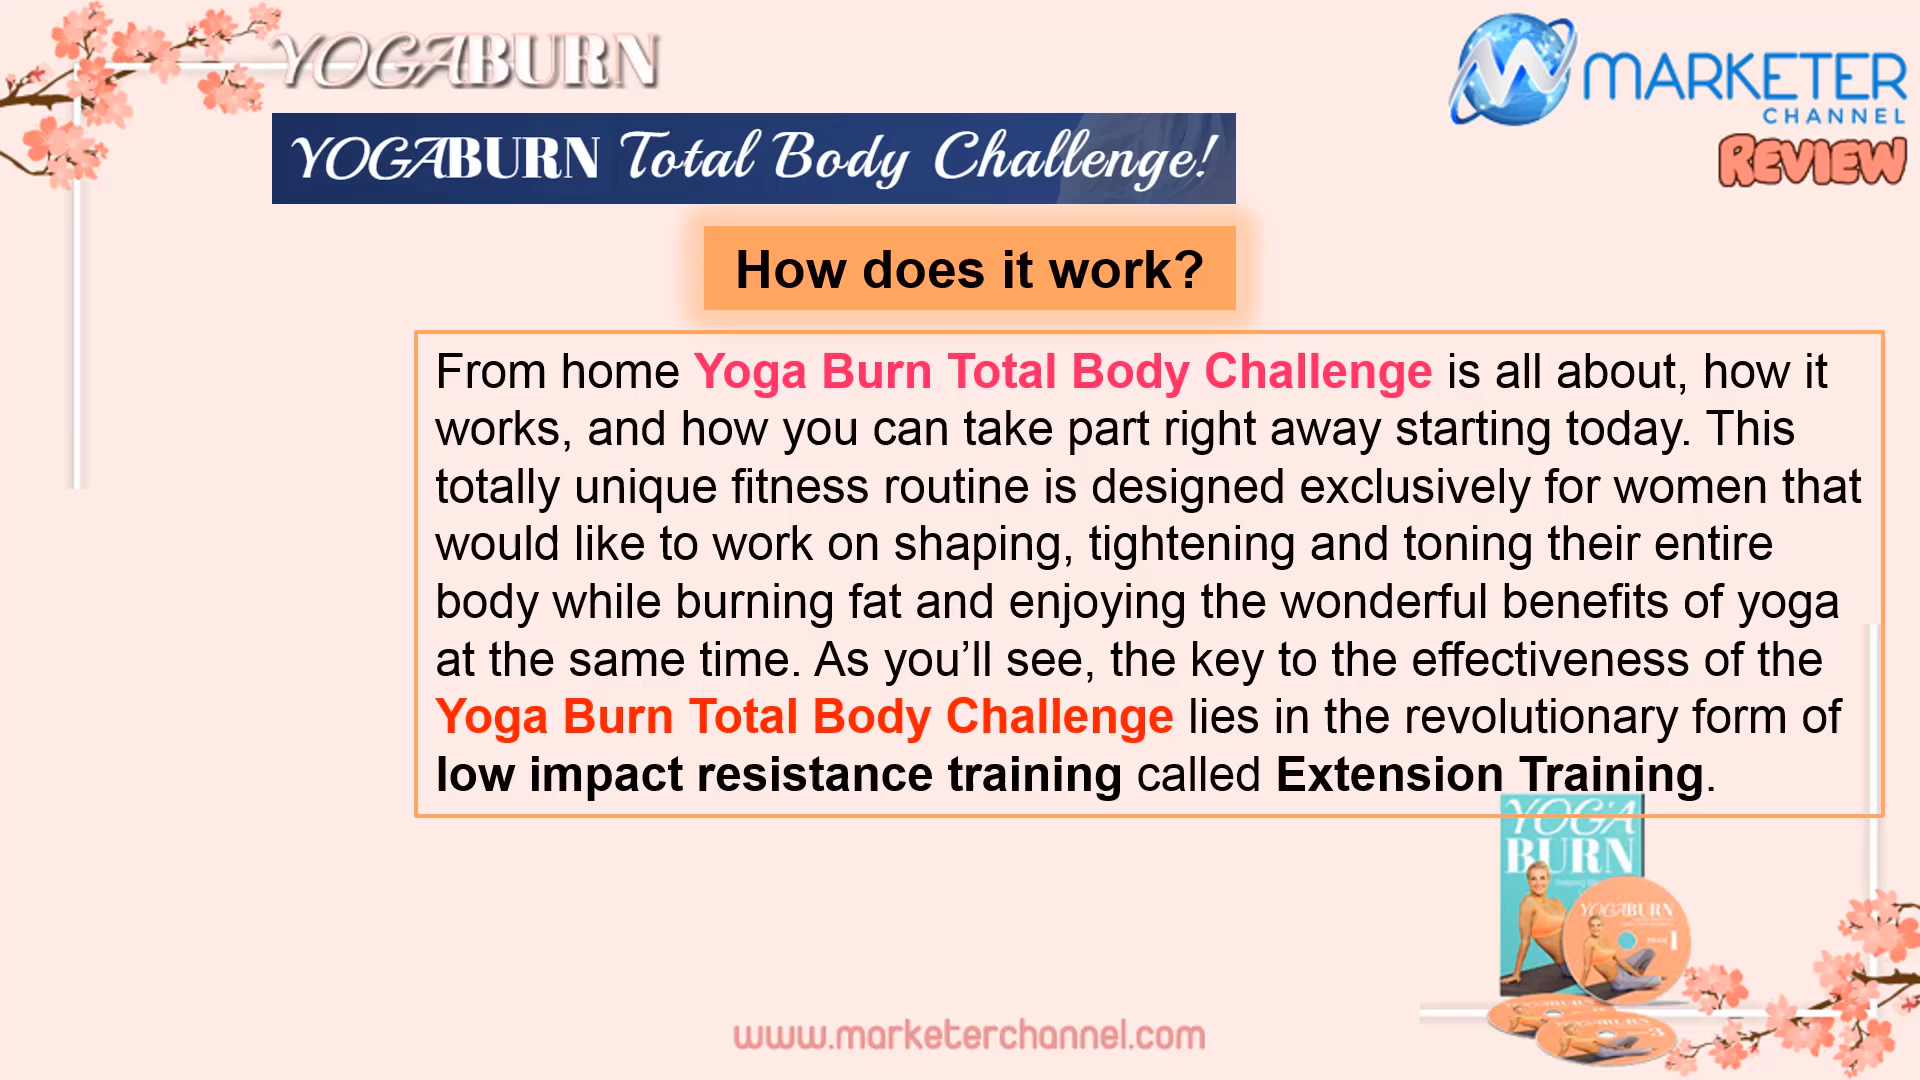 YOGABURN
MARKETER
CHANNEL
REVIEW
YOGABURN Total Body Challenge!
How does it work?
From home Yoga Burn Total Body Challenge is all about, how it
works, and how you can take part right away starting today. This
totally unique fitness routine is designed exclusively for women that
would like to work on shaping, tightening and toning their entire
body while burning fat and enjoying the wonderful benefits of yoga
at the same time. As you’ll see, the key to the effectiveness of the
Yoga Burn Total Body Challenge lies in the revolutionary form of
low impact resistance training called Extension Training.
YOGA
BURN
YOGABURN
1
www.marketerchannel.com